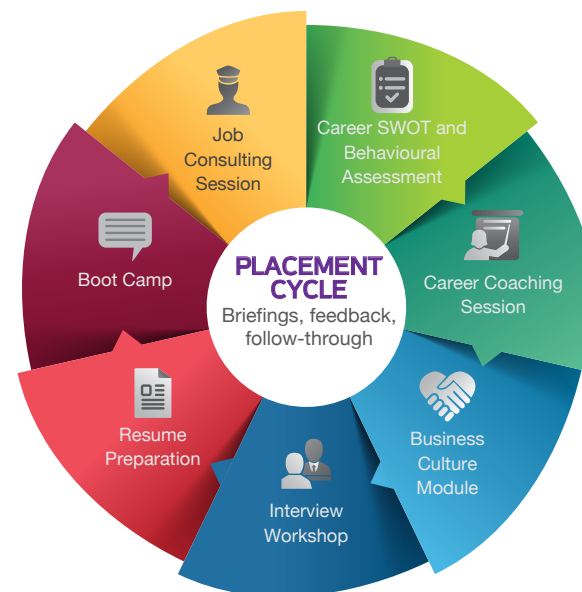 PLACEMENT
CYCLE
Briefings, feedback,
follow-through
Career SWOT and
Behavioural
Assessment
Career Coaching
Session
Business
Culture
Module
Interview
Workshop
Resume
Preparation
Boot Camp
Job
Consulting
Session